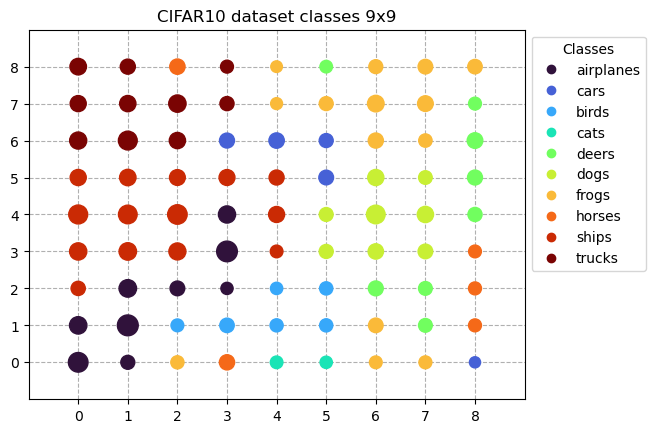 CIFAR10 dataset classes 9x9
8
7
6
5
4
3
2
1
0
0 1 2 3 4 5 6 7 8
Classes
airplanes
cars
birds
cats
deers
dogs
frogs
horses
ships
trucks